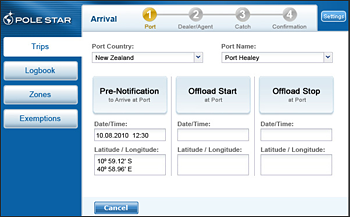 POLE STAR
Arrival
1
2
3
4
Port
Dealer/Agent
Catch
Confirmation
Settings
Trips
Logbook
Zones
Exemptions
Port Country:
Port Name:
New Zealand
Port Healey
Pre-Notification
to Arrive at Port
Offload Start
at Port
Offload Stop
at Port
Date/Time:
Date/Time:
Date/Time:
10.08.2010 12:30
Latitude / Longitude:
Latitude / Longitude:
Latitude / Longitude:
10º 59.12' S
40º 58.96' E
Cancel